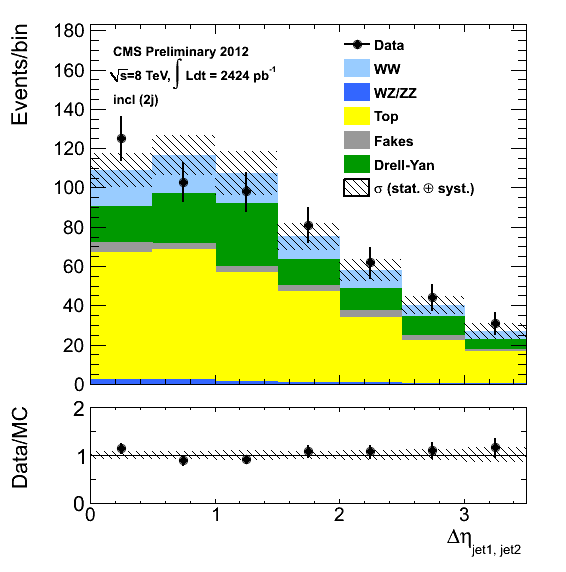 Events/bin
180
160
140
120
100
80
60
40
20
0
CMS Preliminary 2012
√s=8 TeV, ∫ Ldt = 2424 pb⁻¹
incl (2j)
Data
WW
WZ/ZZ
Top
Fakes
Drell-Yan
σ (stat. ⊕ syst.)
Data/MC
2
1
0
0 1 2 3
Δη jet1, jet2